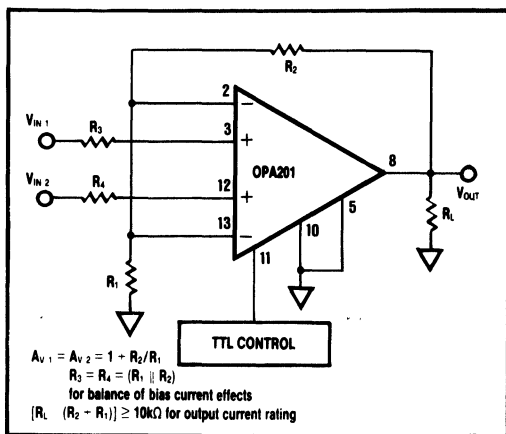 R2
2
−
VIN 1
R3
3
+
OPA201
8
VIN 2
R4
12
+
VOUT
13
−
5
10
RL
11
R1
TTL CONTROL
AV 1 = AV 2 = 1 + R2/R1
R3 = R4 = (R1 || R2)
for balance of bias current effects
[RL (R2 + R1)] ≥ 10kΩ for output current rating